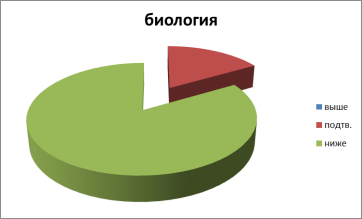 биология
выше
подтв.
ниже